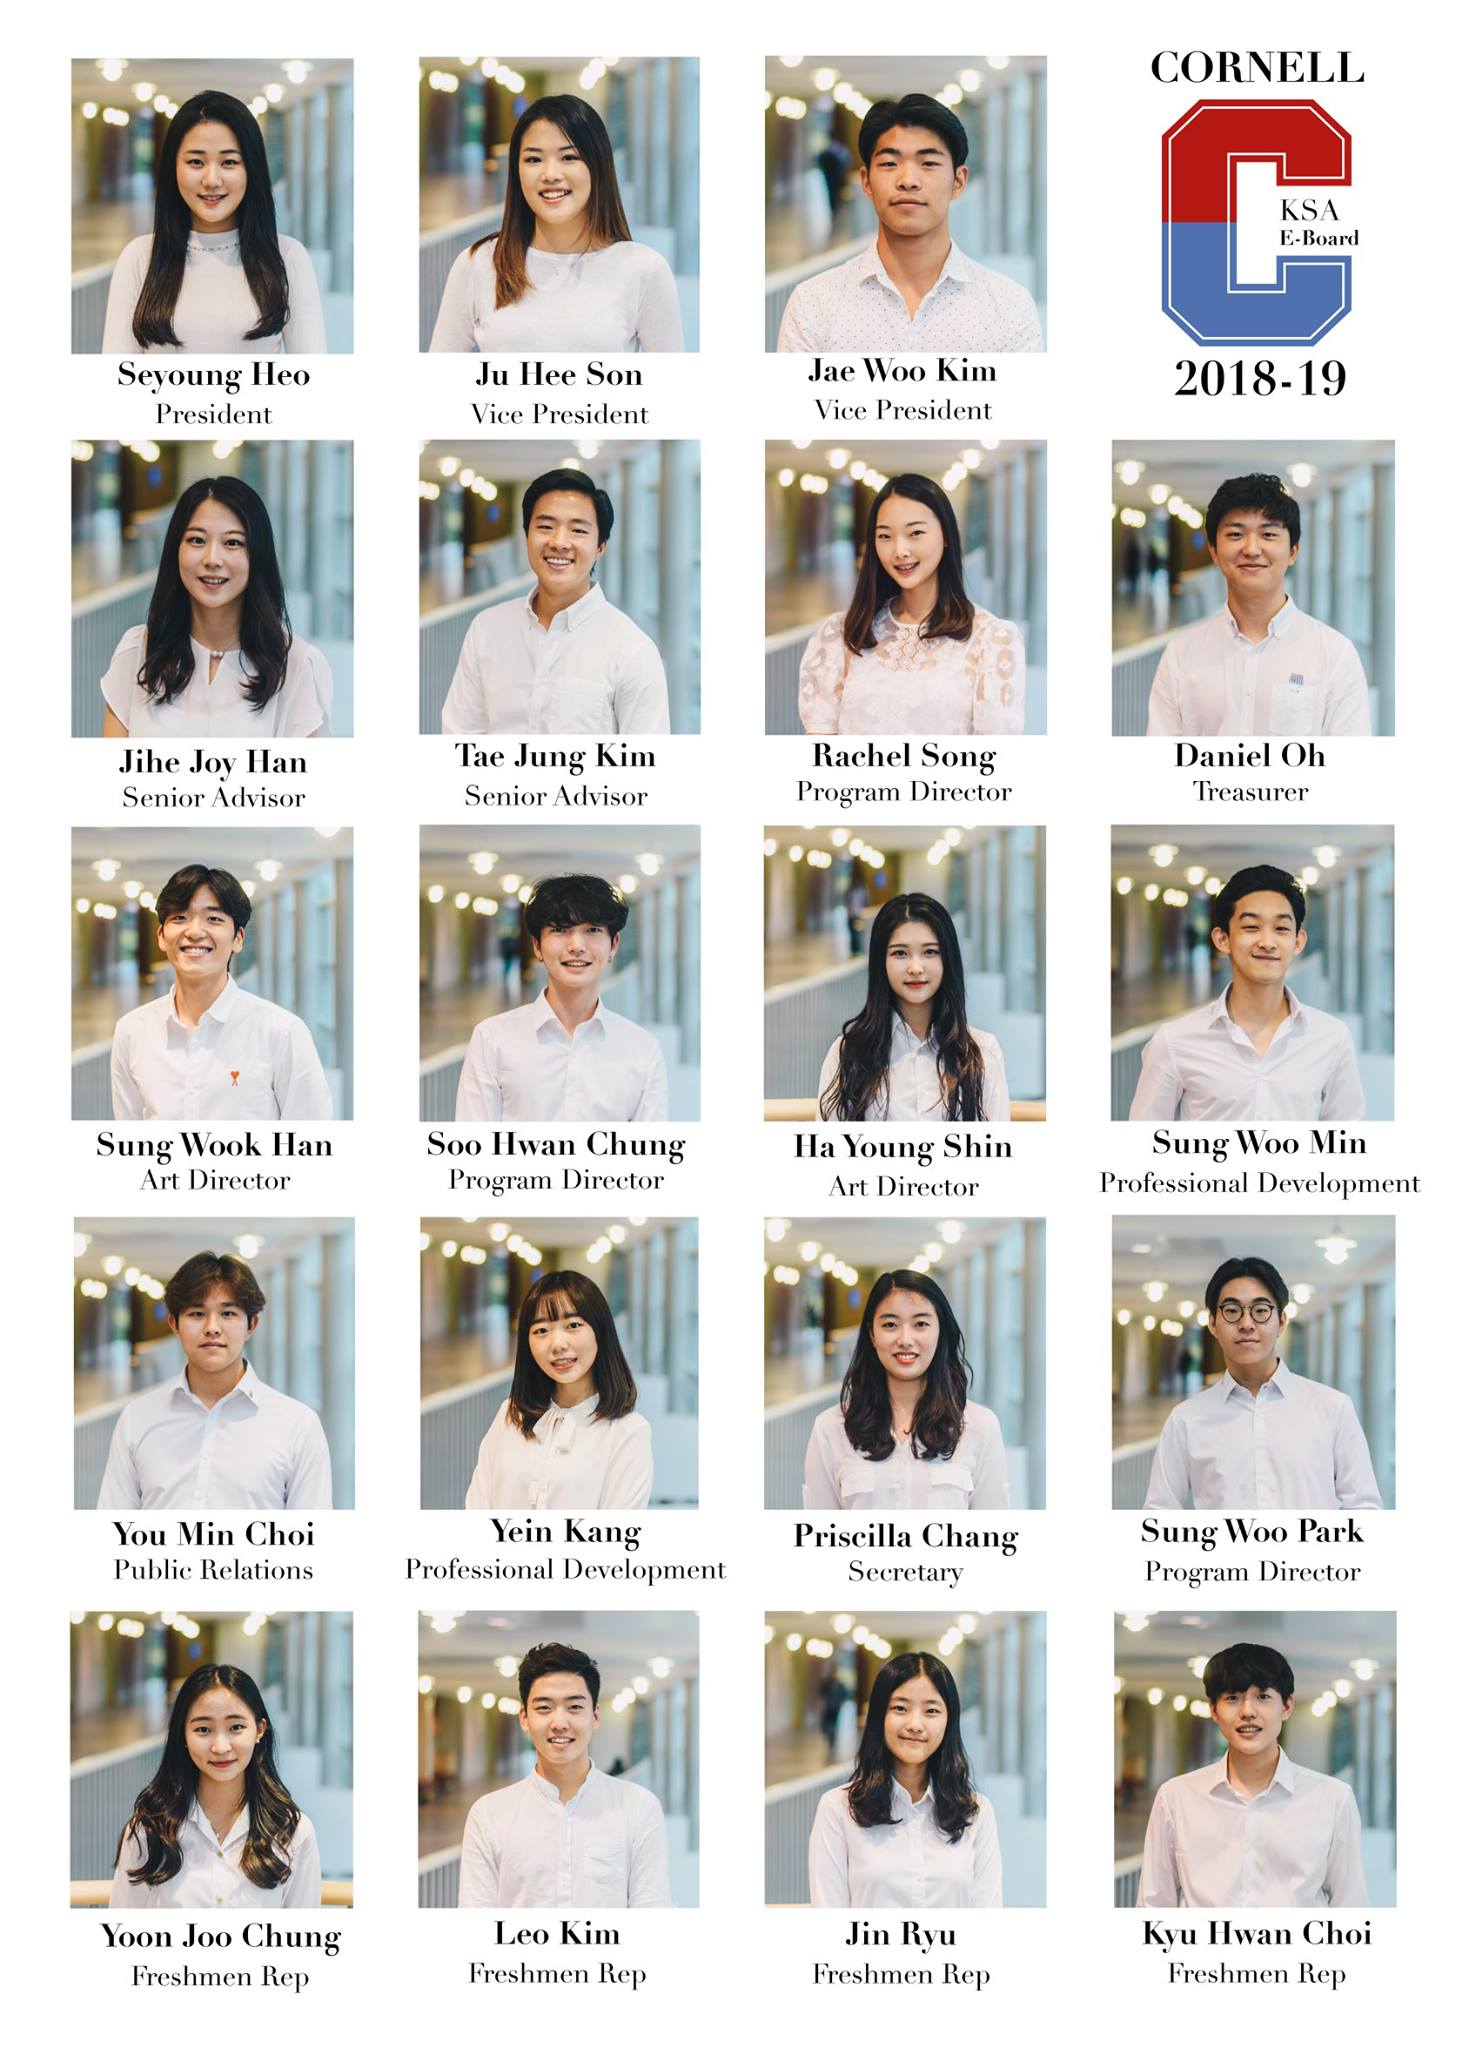 CORNELL
KSA
E-Board
2018-19
Seyoung Heo
President
Ju Hee Son
Vice President
Jae Woo Kim
Vice President
Jihe Joy Han
Senior Advisor
Tae Jung Kim
Senior Advisor
Rachel Song
Program Director
Daniel Oh
Treasurer
Sung Wook Han
Art Director
Soo Hwan Chung
Program Director
Ha Young Shin
Art Director
Sung Woo Min
Professional Development
You Min Choi
Public Relations
Yein Kang
Professional Development
Priscilla Chang
Secretary
Sung Woo Park
Program Director
Yoon Joo Chung
Freshmen Rep
Leo Kim
Freshmen Rep
Jin Ryu
Freshmen Rep
Kyu Hwan Choi
Freshmen Rep